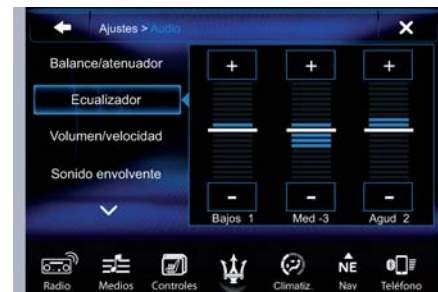 Ajustes > Audio
Balance/atenuador
Ecualizador
Volumen/velocidad
Sonido envolvente
+ + +
- - -
Bajos 1 Med -3 Agud 2
NE
Radio Medios Controles Climatiz. Nav Teléfono